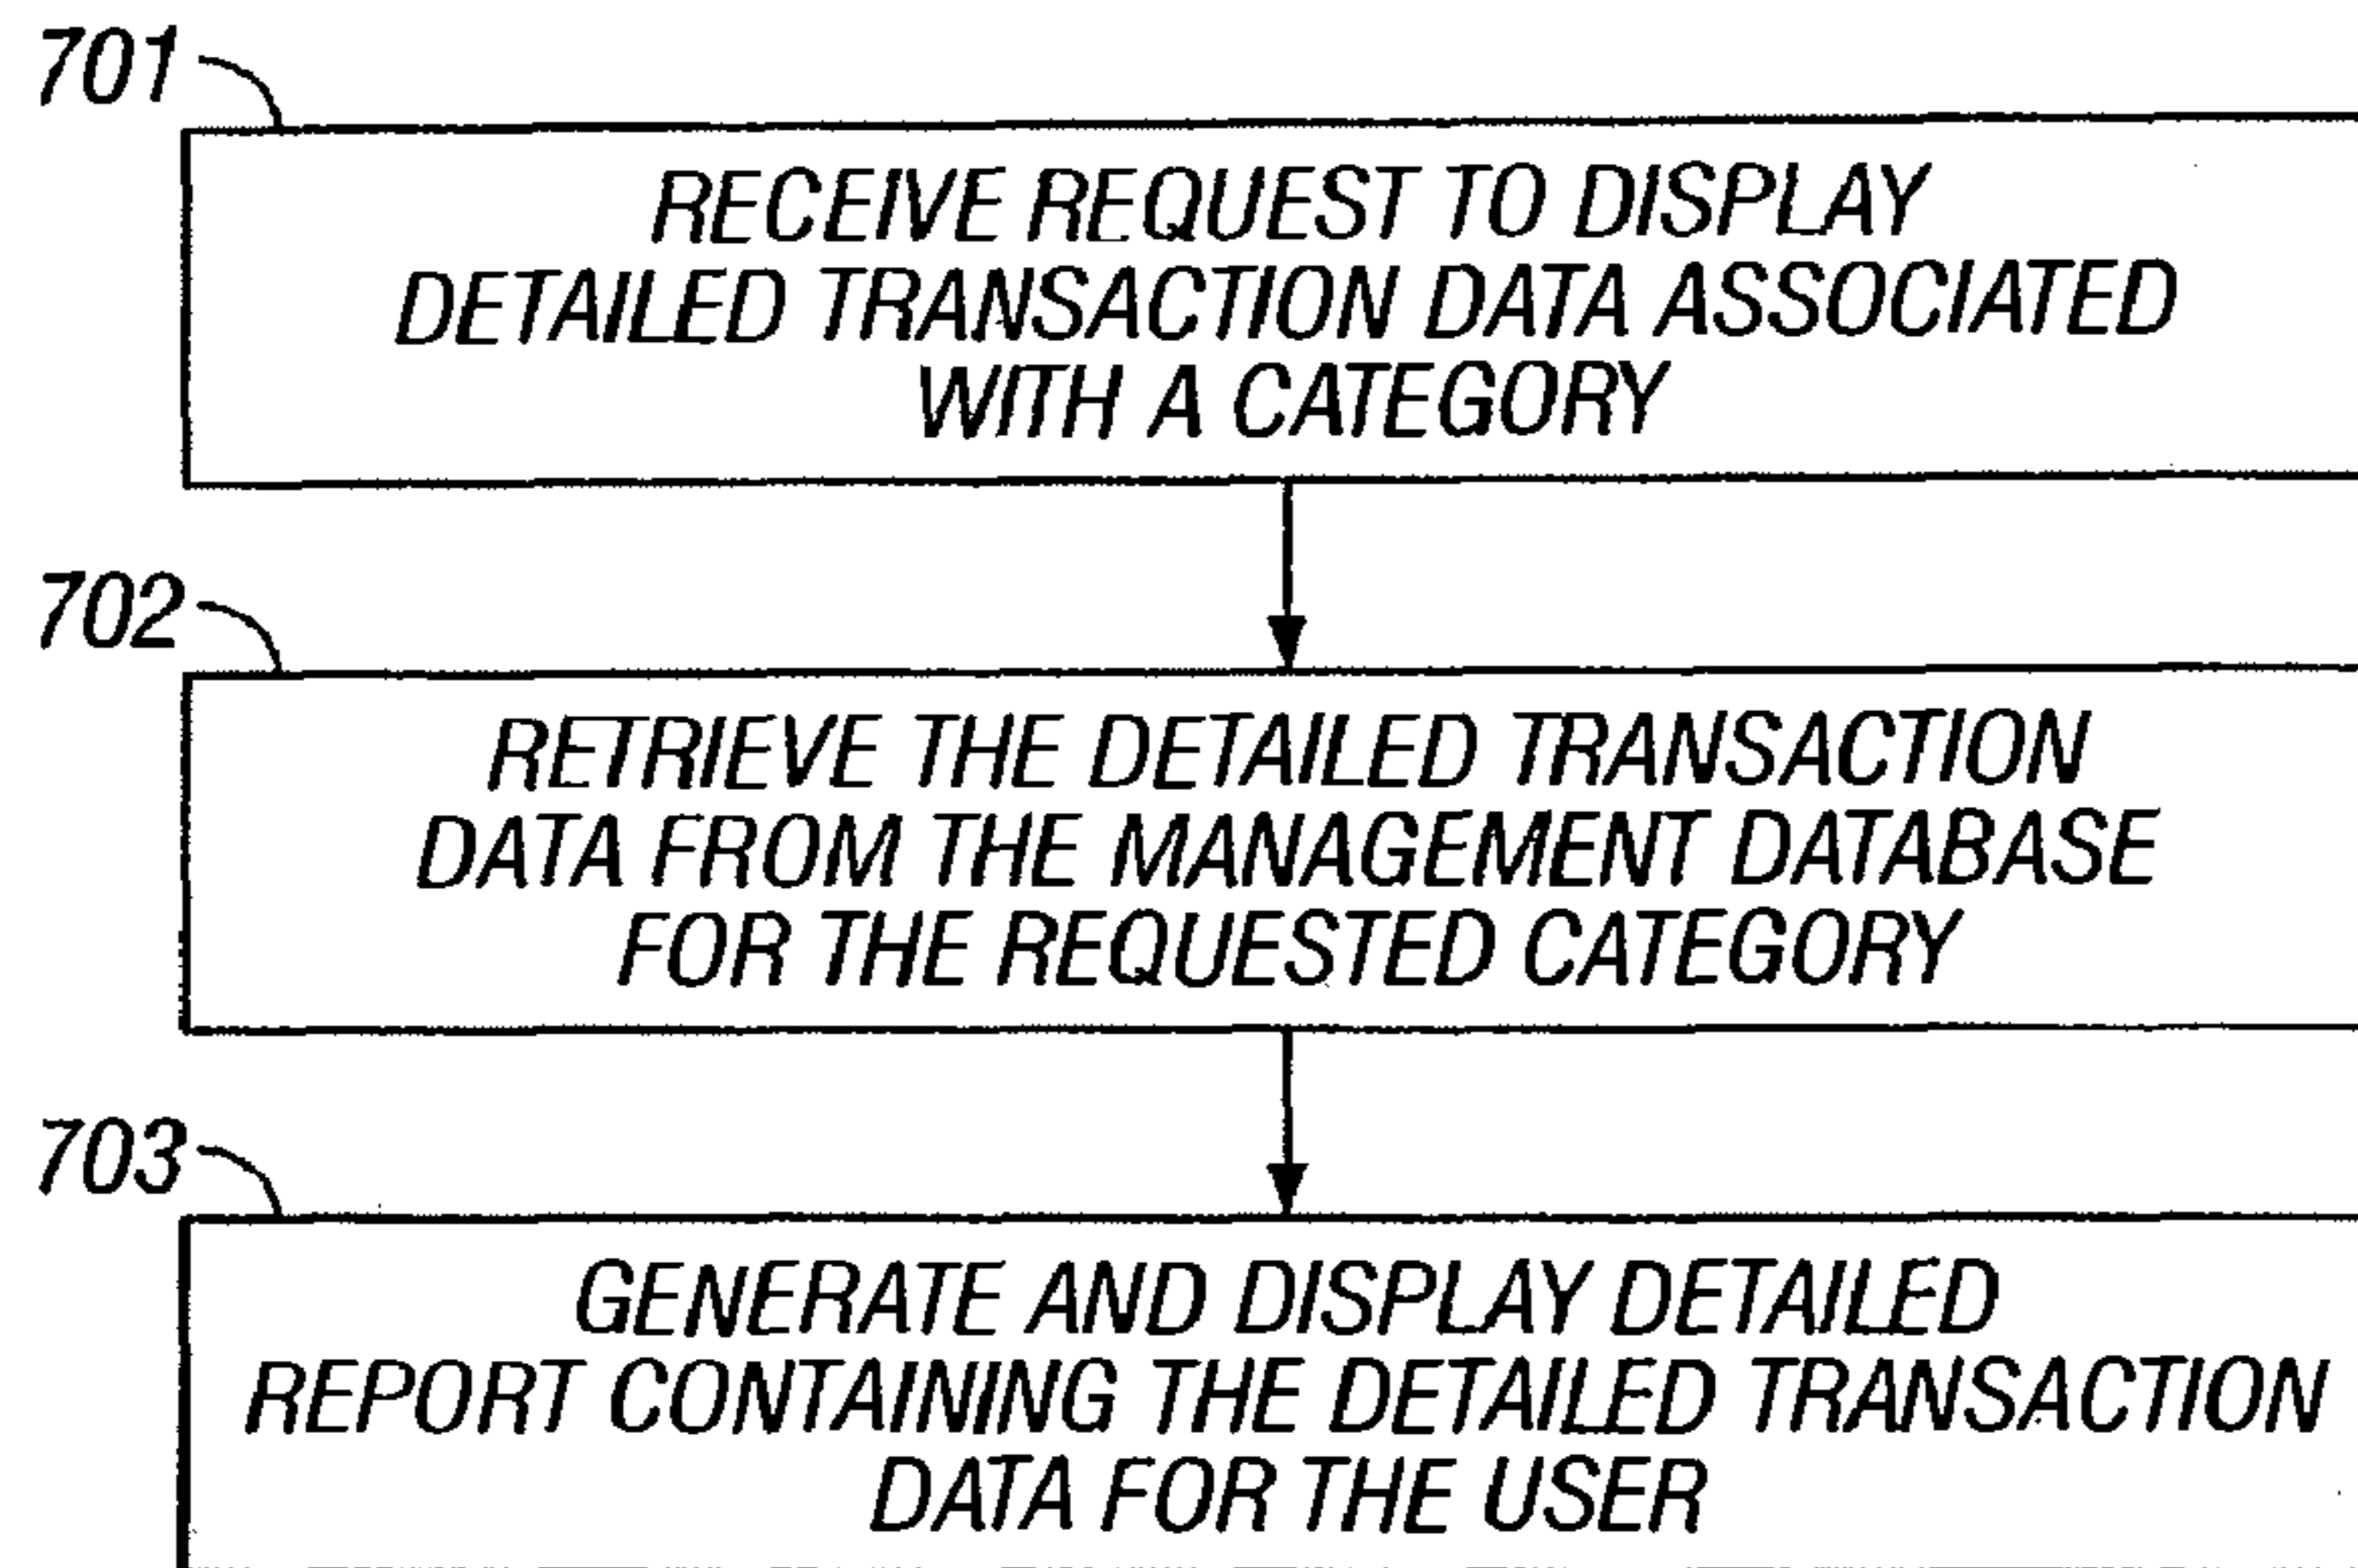 701
RECEIVE REQUEST TO DISPLAY
DETAILED TRANSACTION DATA ASSOCIATED
WITH A CATEGORY
702
RETRIEVE THE DETAILED TRANSACTION
DATA FROM THE MANAGEMENT DATABASE
FOR THE REQUESTED CATEGORY
703
GENERATE AND DISPLAY DETAILED
REPORT CONTAINING THE DETAILED TRANSACTION
DATA FOR THE USER